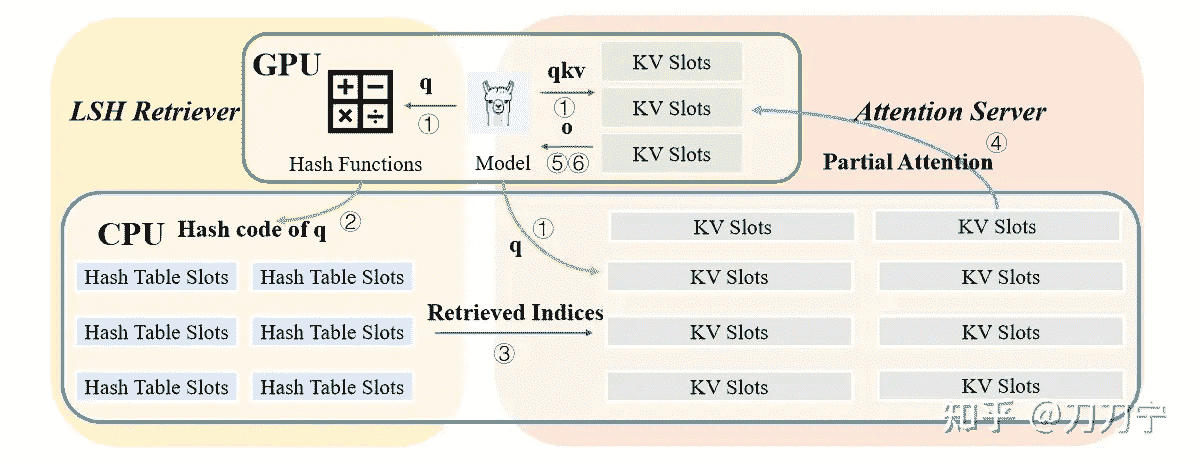 GPU
LSH Retriever
q
①
Hash Functions
Model
qkv
①
o
⑤⑥
KV Slots
KV Slots
KV Slots
Attention Server
④
Partial Attention
CPU
Hash code of q
②
q
①
Hash Table Slots
Hash Table Slots
Hash Table Slots
Hash Table Slots
Hash Table Slots
Hash Table Slots
Retrieved Indices
③
KV Slots
KV Slots
KV Slots
KV Slots
KV Slots
KV Slots
KV Slots
KV Slots
知乎 @刀刀宁